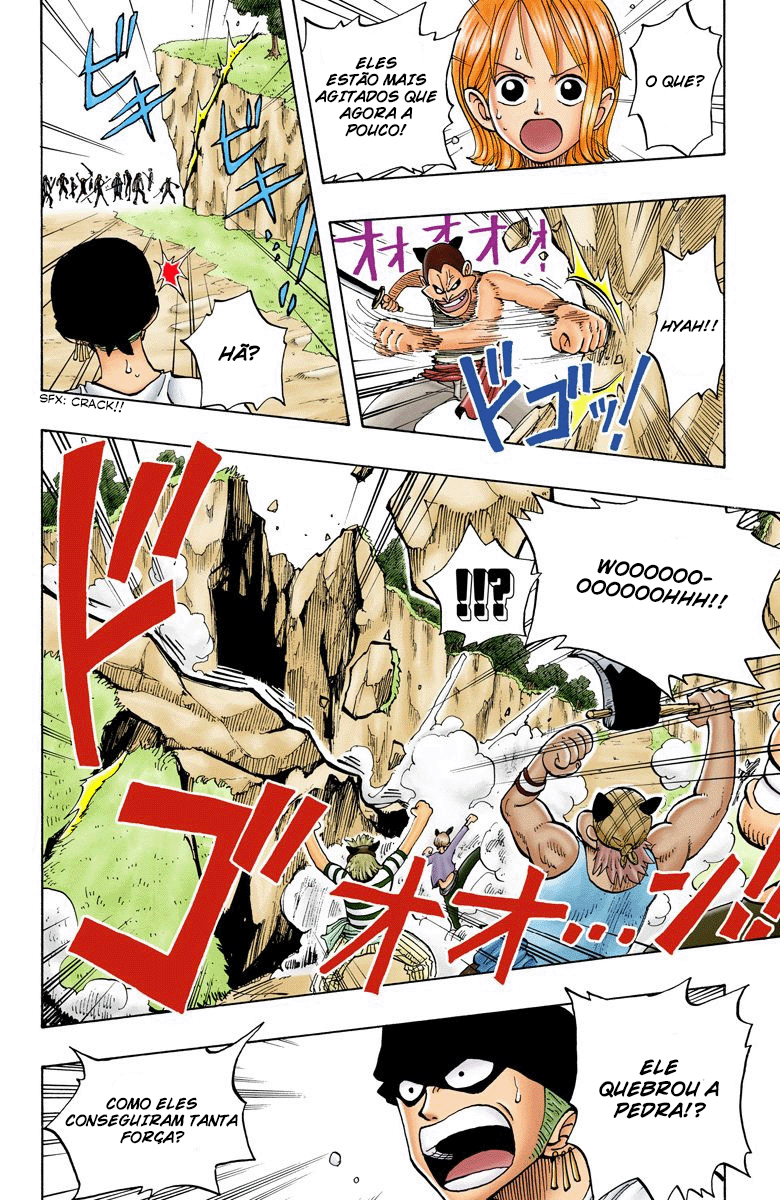 O QUE?
ELES
ESTÃO MAIS
AGITADOS QUE
AGORA A
POUCO!
ビキ
ビキ!!!
HÃ?
SFX: CRACK!!
オオオオオ!
HYAH!!
ドゴッ!
WOOOOOO-
OOOOOOHHH!!
!!?
ドゴオオ…ン!!
ELE
QUEBROU A
PEDRA!?
COMO ELES
CONSEGUIRAM TANTA
FORÇA?